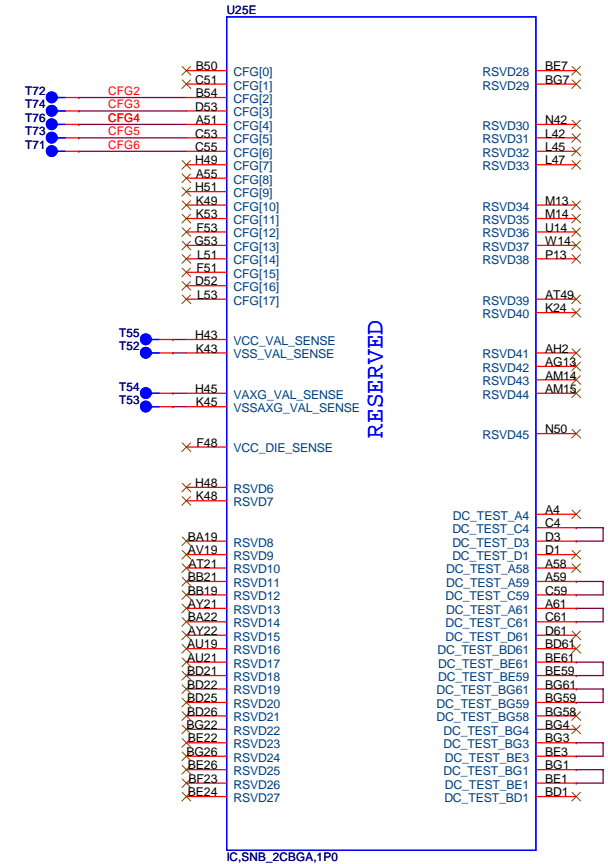 U25E
B50 CFG[0]
C51 CFG[1]
T72 CFG2 B54 CFG[2]
T74 CFG3 D53 CFG[3]
T76 CFG4 A51 CFG[4]
T73 CFG5 C53 CFG[5]
T71 CFG6 C55 CFG[6]
H49 CFG[7]
A55 CFG[8]
H51 CFG[9]
K49 CFG[10]
K53 CFG[11]
F53 CFG[12]
G53 CFG[13]
L51 CFG[14]
F51 CFG[15]
D52 CFG[16]
L53 CFG[17]
T55 H43 VCC_VAL_SENSE
T52 K43 VSS_VAL_SENSE
T54 H45 VAXG_VAL_SENSE
T53 K45 VSSAXG_VAL_SENSE
F48 VCC_DIE_SENSE
H48 RSVD6
K48 RSVD7
BA19 RSVD8
AV19 RSVD9
AT21 RSVD10
BB21 RSVD11
BB19 RSVD12
AY21 RSVD13
BA22 RSVD14
AY22 RSVD15
AU19 RSVD16
AU21 RSVD17
BD21 RSVD18
BD22 RSVD19
BD25 RSVD20
BD26 RSVD21
BG22 RSVD22
BE22 RSVD23
BG26 RSVD24
BE26 RSVD25
BF23 RSVD26
BE24 RSVD27
RESERVED
RSVD28 BE7
RSVD29 BG7
RSVD30 N42
RSVD31 L42
RSVD32 L45
RSVD33 L47
RSVD34 M13
RSVD35 M14
RSVD36 U14
RSVD37 W14
RSVD38 P13
RSVD39 AT49
RSVD40 K24
RSVD41 AH2
RSVD42 AG13
RSVD43 AM14
RSVD44 AM15
RSVD45 N50
DC_TEST_A4 A4
DC_TEST_C4 C4
DC_TEST_D3 D3
DC_TEST_D1 D1
DC_TEST_A58 A58
DC_TEST_A59 A59
DC_TEST_C59 C59
DC_TEST_A61 A61
DC_TEST_C61 C61
DC_TEST_D61 D61
DC_TEST_BD61 BD61
DC_TEST_BE61 BE61
DC_TEST_BE59 BE59
DC_TEST_BG61 BG61
DC_TEST_BG59 BG59
DC_TEST_BG58 BG58
DC_TEST_BG4 BG4
DC_TEST_BG3 BG3
DC_TEST_BE3 BE3
DC_TEST_BG1 BG1
DC_TEST_BE1 BE1
DC_TEST_BD1 BD1
IC,SNB_2CBGA,1P0